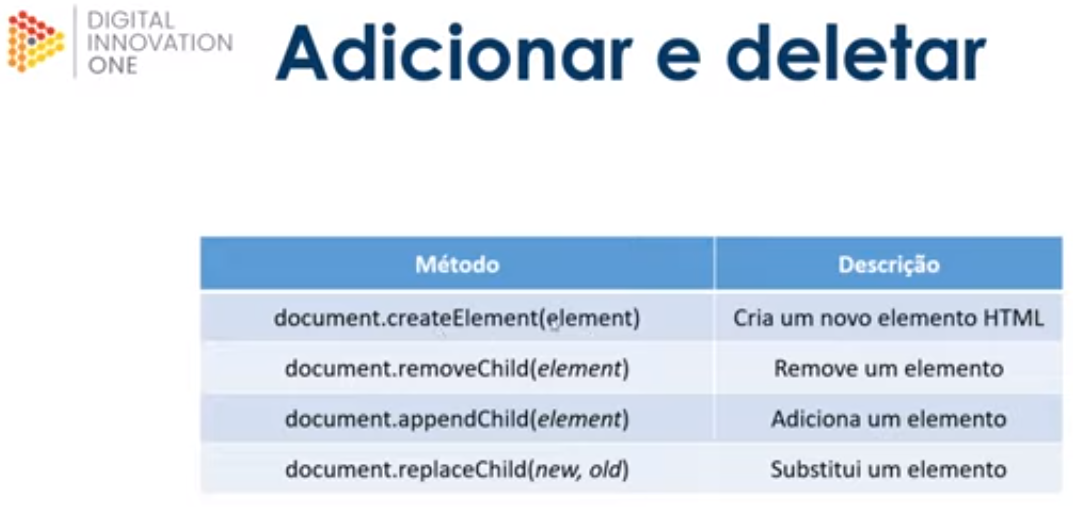 DIGITAL
INNOVATION
ONE
Adicionar e deletar
Método Descrição
document.createElement(element) Cria um novo elemento HTML
document.removeChild(element) Remove um elemento
document.appendChild(element) Adiciona um elemento
document.replaceChild(new, old) Substitui um elemento